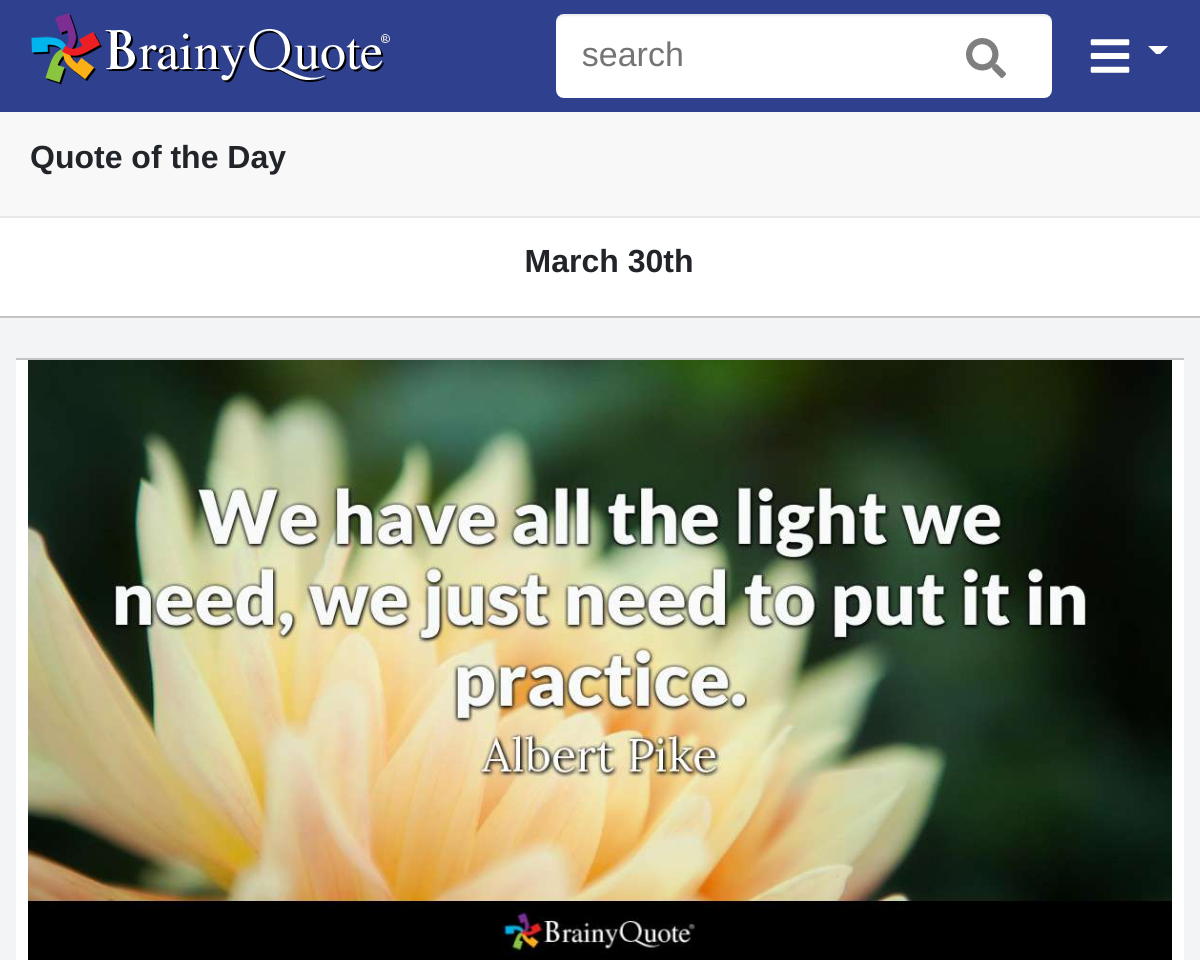 BrainyQuote®
search
Quote of the Day
March 30th
We have all the light we
need, we just need to put it in
practice.
Albert Pike
BrainyQuote®